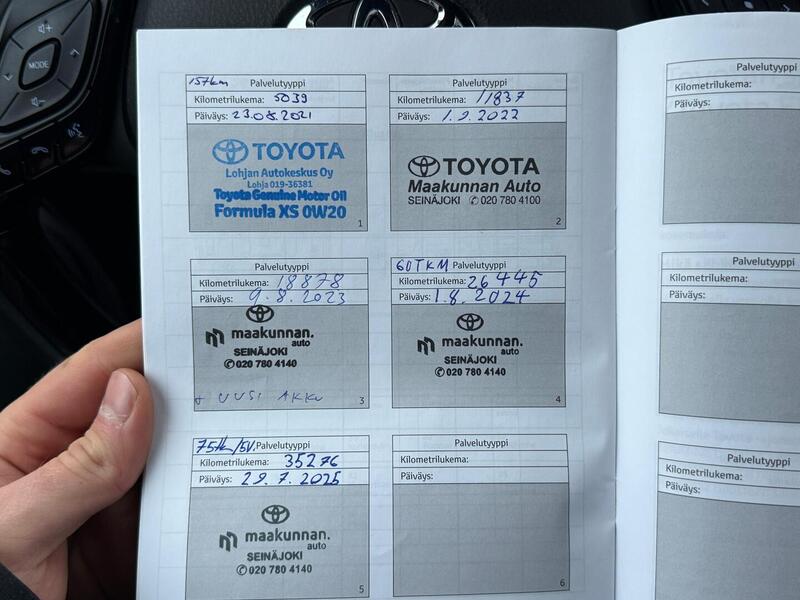 MODE
15Tkm Palvelutyyppi
Kilometrilukema: 5039
Päiväys: 23.08.2021
TOYOTA
Lohjan Autokeskus Oy
Lohja 019-36381
Toyota Genuine Motor Oil
Formula XS 0W20
1
Palvelutyyppi
Kilometrilukema: 11837
Päiväys: 1.9.2022
TOYOTA
Maakunnan Auto
SEINÄJOKI 020 780 4100
2
Palvelutyyppi
Kilometrilukema: 18878
Päiväys: 9.8.2023
maakunnan.
auto
SEINÄJOKI
020 780 4140
+ UUSI AKKU
3
60TKM Palvelutyyppi
Kilometrilukema: 26445
Päiväys: 1.8.2024
maakunnan.
auto
SEINÄJOKI
020 780 4140
4
75tkm/5V. Palvelutyyppi
Kilometrilukema: 35276
Päiväys: 29.7.2025
maakunnan.
auto
SEINÄJOKI
020 780 4140
5
Palvelutyyppi
Kilometrilukema:
Päiväys:
6
Palvelutyyppi
Kilometrilukema:
Päiväys:
Palvelutyyppi
Kilometrilukema:
Päiväys:
Palvelutyyppi
Kilometrilukema:
Päiväys: